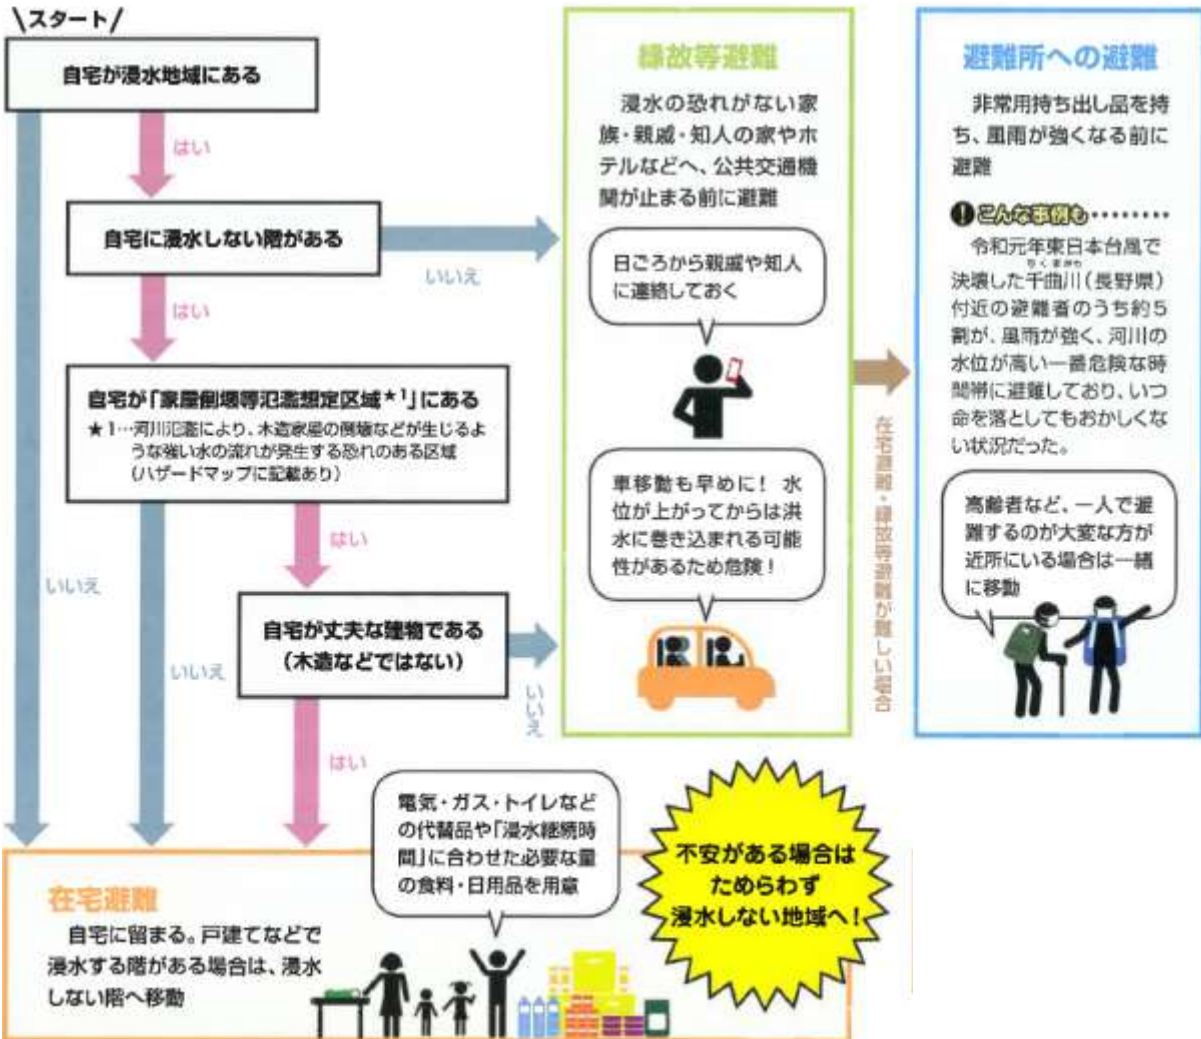 \スタート/
自宅が浸水地域にある
はい
いいえ
自宅に浸水しない階がある
いいえ
はい
自宅が「家屋倒壊等氾濫想定区域★1」にある
★1…河川氾濫により、木造家屋の倒壊などが生じるよ
うな強い水の流れが発生する恐れのある区域
(ハザードマップに記載あり)
はい
いいえ
自宅が丈夫な建物である
(木造などではない)
いいえ
はい
縁故等避難
浸水の恐れがない家
族・親戚・知人の家やホ
テルなどへ、公共交通機
関が止まる前に避難
日ごろから親戚や知人
に連絡しておく
車移動も早めに! 水
位が上がってからは洪
水に巻き込まれる可能
性があるため危険!
在宅避難・縁故等避難が難しい場合
避難所への避難
非常用持ち出し品を持
ち、風雨が強くなる前に
避難
! こんな事例も………
令和元年東日本台風で
ちくまがわ
決壊した千曲川(長野県)
付近の避難者のうち約5
割が、風雨が強く、河川の
水位が高い一番危険な時
間帯に避難しており、いつ
命を落としてもおかしくな
い状況だった。
高齢者など、一人で避
難するのが大変な方が
近所にいる場合は一緒
に移動
在宅避難
自宅に留まる。戸建てなどで
浸水する階がある場合は、浸水
しない階へ移動
電気・ガス・トイレなど
の代替品や「浸水継続時
間」に合わせた必要な量
の食料・日用品を用意
不安がある場合は
ためらわず
浸水しない地域へ!